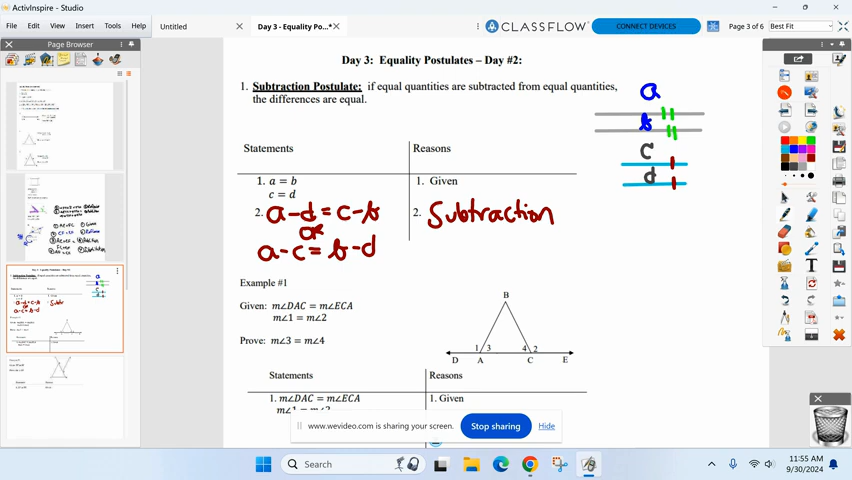 ActivInspire - Studio
File Edit View Insert Tools Help
Untitled
Day 3 - Equality Po...*
CLASSFLOW
CONNECT DEVICES
Page 3 of 6
Best Fit
Page Browser
Day 3: Equality Postulates – Day #2:
1. Subtraction Postulate: if equal quantities are subtracted from equal quantities,
the differences are equal.
a
b
c
d
Statements Reasons
1. a = b 1. Given
c = d
2. a-d = c-b 2. Subtraction
or
a-c = b-d
Example #1
Given: m∠DAC = m∠ECA
m∠1 = m∠2
Prove: m∠3 = m∠4
B
1 3 4 2
D A C E
Statements Reasons
1. m∠DAC = m∠ECA 1. Given
m∠1 = m∠2
www.wevideo.com is sharing your screen.
Stop sharing
Hide
Search
11:55 AM
9/30/2024